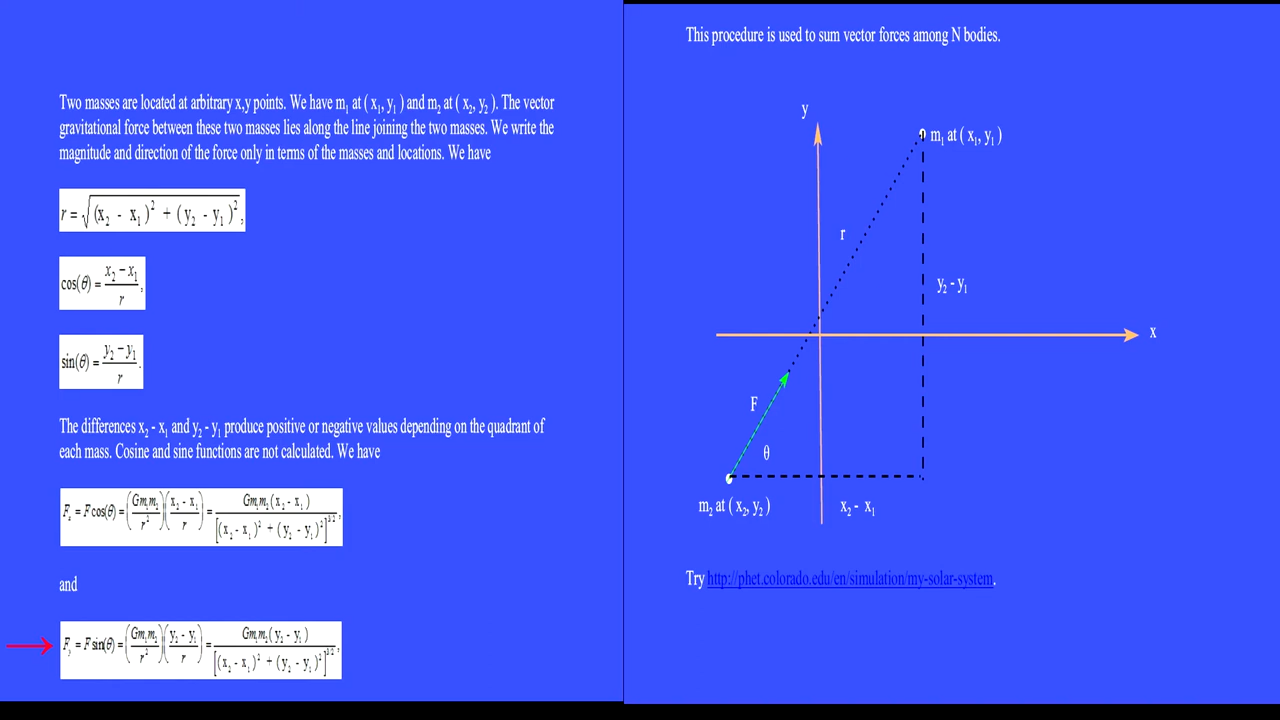 Two masses are located at arbitrary x,y points. We have m₁ at ( x₁, y₁ ) and m₂ at ( x₂, y₂ ). The vector
gravitational force between these two masses lies along the line joining the two masses. We write the
magnitude and direction of the force only in terms of the masses and locations. We have
r = √((x₂ - x₁)² + (y₂ - y₁)²),
cos(θ) = (x₂ − x₁)/r,
sin(θ) = (y₂ − y₁)/r.
The differences x₂ - x₁ and y₂ - y₁ produce positive or negative values depending on the quadrant of
each mass. Cosine and sine functions are not calculated. We have
Fₓ = F cos(θ) = (Gm₁m₂/r²)((x₂ - x₁)/r) = Gm₁m₂(x₂ - x₁)/[(x₂ - x₁)² + (y₂ - y₁)²]^3/2,
and
F_y = F sin(θ) = (Gm₁m₂/r²)((y₂ - y₁)/r) = Gm₁m₂(y₂ - y₁)/[(x₂ - x₁)² + (y₂ - y₁)²]^3/2,
This procedure is used to sum vector forces among N bodies.
y
m₁ at ( x₁, y₁ )
r
y₂ - y₁
x
F
θ
m₂ at ( x₂, y₂ )
x₂ - x₁
Try http://phet.colorado.edu/en/simulation/my-solar-system.